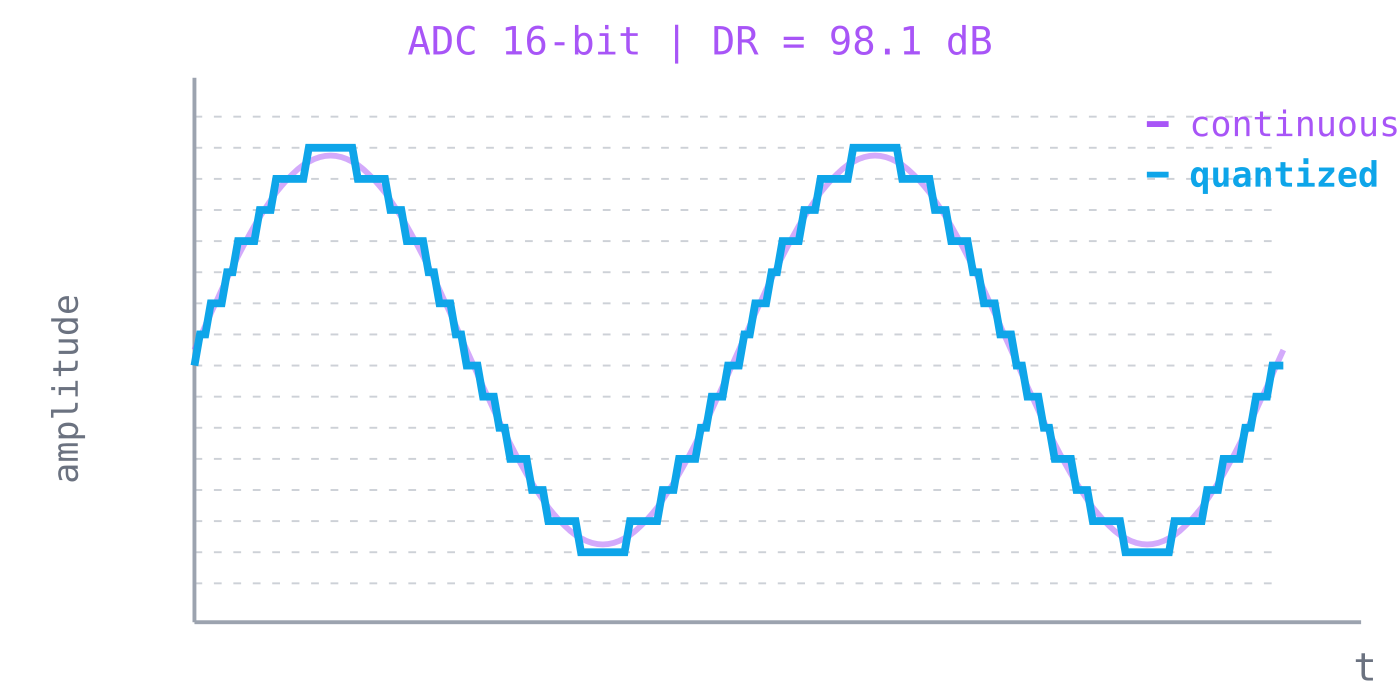 ADC 16-bit | DR = 98.1 dB
continuous
quantized
amplitude
t